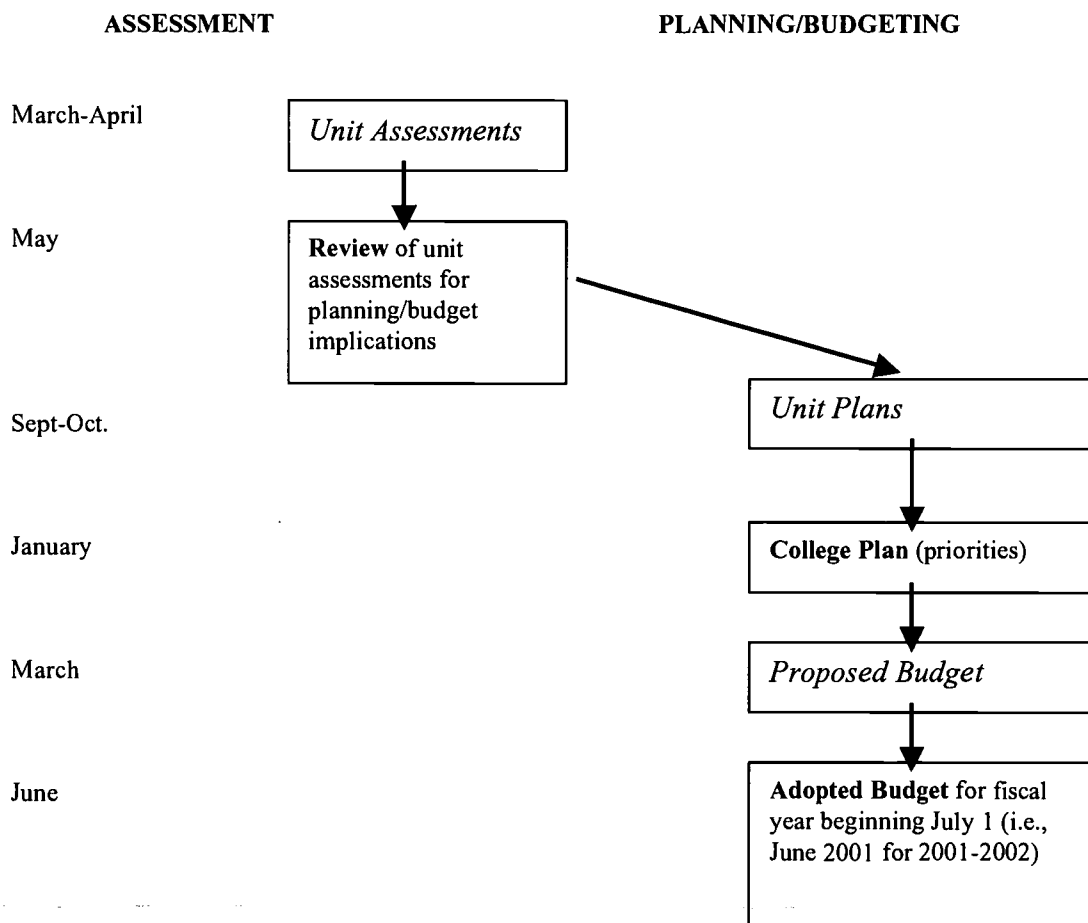 ASSESSMENT PLANNING/BUDGETING
March-April
Unit Assessments
May
Review of unit
assessments for
planning/budget
implications
Sept-Oct.
Unit Plans
January
College Plan (priorities)
March
Proposed Budget
June
Adopted Budget for fiscal
year beginning July 1 (i.e.,
June 2001 for 2001-2002)